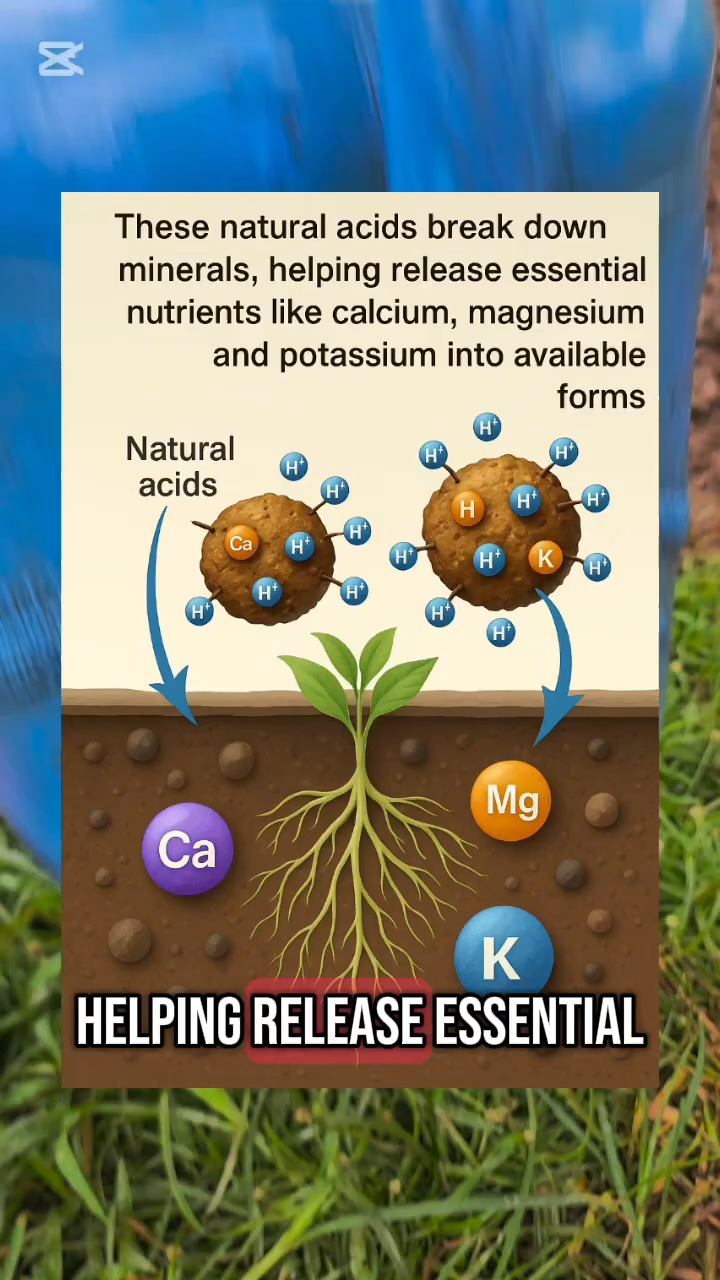 These natural acids break down
minerals, helping release essential
nutrients like calcium, magnesium
and potassium into available
forms
Natural
acids
H⁺
H⁺
H⁺
H⁺
H⁺
H⁺
H⁺
Ca
H⁺
H⁺
H⁺
H⁺
H⁺
H⁺
H⁺
H⁺
H
H⁺
H⁺
K
Ca
Mg
K
HELPING RELEASE ESSENTIAL